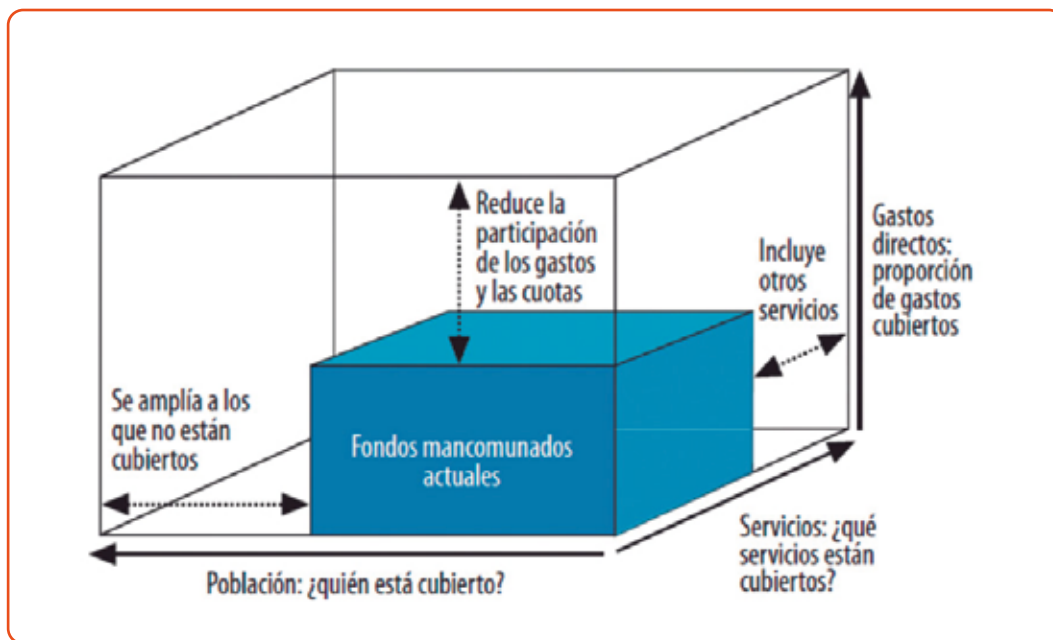 Reduce la
participación
de los gastos
y las cuotas
Incluye
otros
servicios
Gastos
directos:
proporción
de gastos
cubiertos
Se amplía a los
que no están
cubiertos
Fondos mancomunados
actuales
Servicios: ¿qué
servicios están
cubiertos?
Población: ¿quién está cubierto?